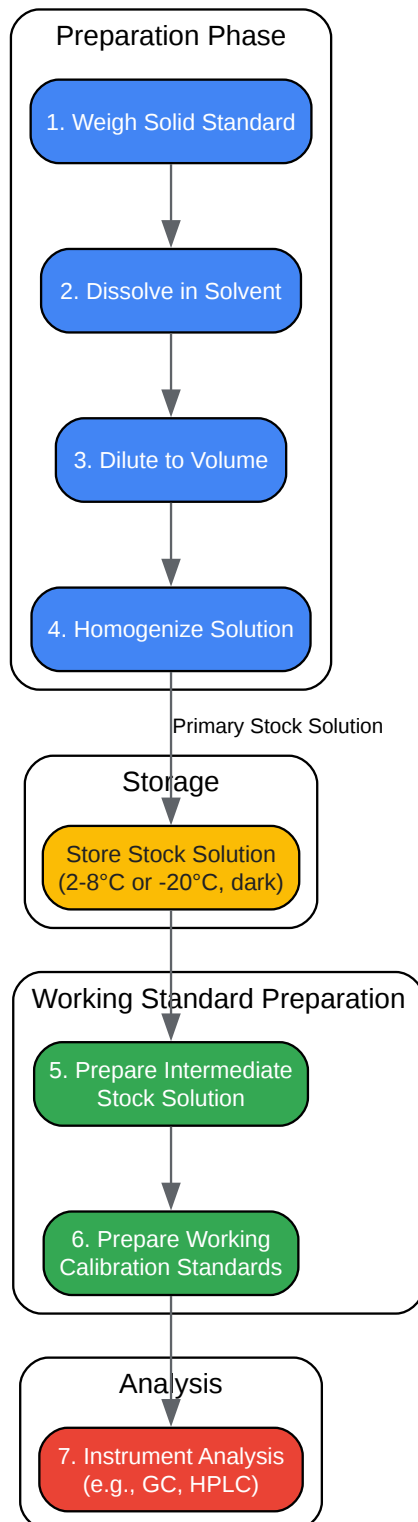 Preparation Phase
1. Weigh Solid Standard
2. Dissolve in Solvent
3. Dilute to Volume
4. Homogenize Solution
Primary Stock Solution
Storage
Store Stock Solution
(2-8°C or -20°C, dark)
Working Standard Preparation
5. Prepare Intermediate
Stock Solution
6. Prepare Working
Calibration Standards
Analysis
7. Instrument Analysis
(e.g., GC, HPLC)